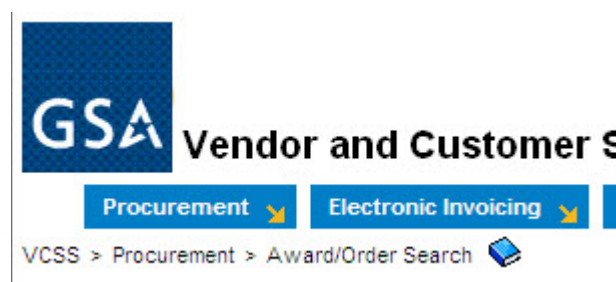 GSA
Vendor and Customer
Procurement Electronic Invoicing
VCSS > Procurement > Award/Order Search